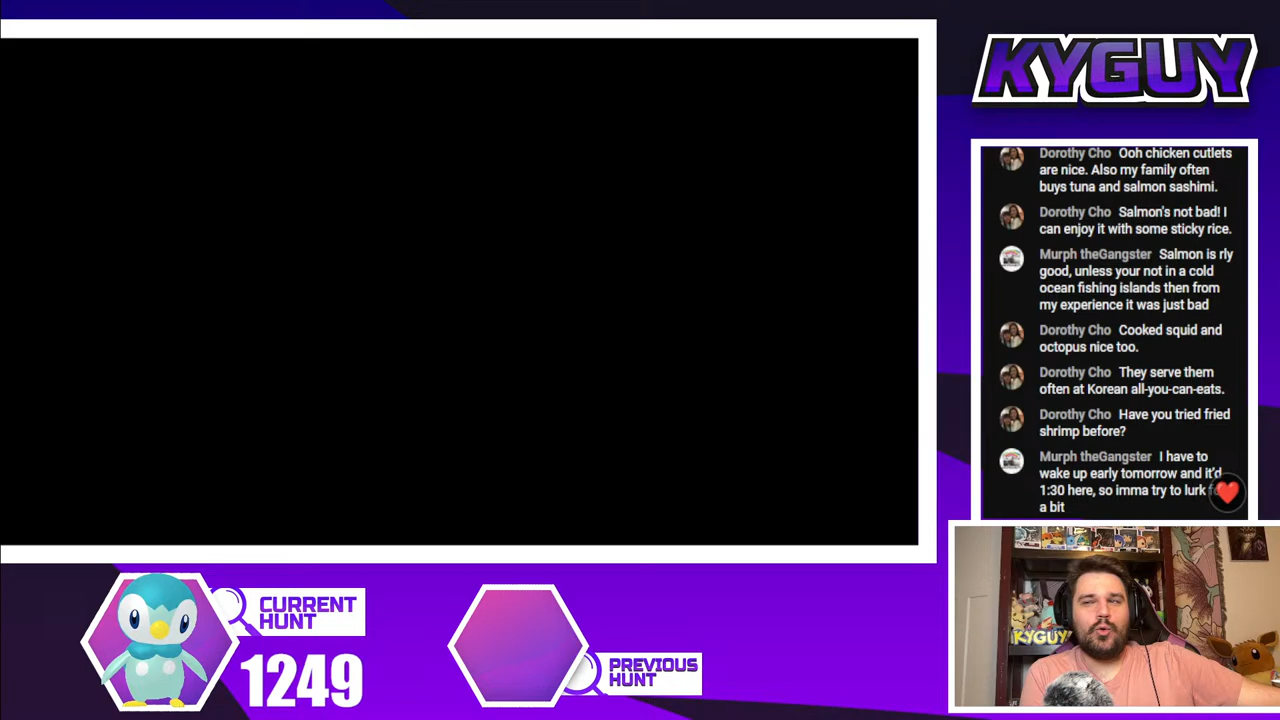 KYGUY
Dorothy Cho Ooh chicken cutlets
are nice. Also my family often
buys tuna and salmon sashimi.
Dorothy Cho Salmon's not bad! I
can enjoy it with some sticky rice.
Murph theGangster Salmon is rly
good, unless your not in a cold
ocean fishing islands then from
my experience it was just bad
Dorothy Cho Cooked squid and
octopus nice too.
Dorothy Cho They serve them
often at Korean all-you-can-eats.
Dorothy Cho Have you tried fried
shrimp before?
Murph theGangster I have to
wake up early tomorrow and it'd
1:30 here, so imma try to lurk
a bit
CURRENT
HUNT
1249
PREVIOUS
HUNT
KYGUY